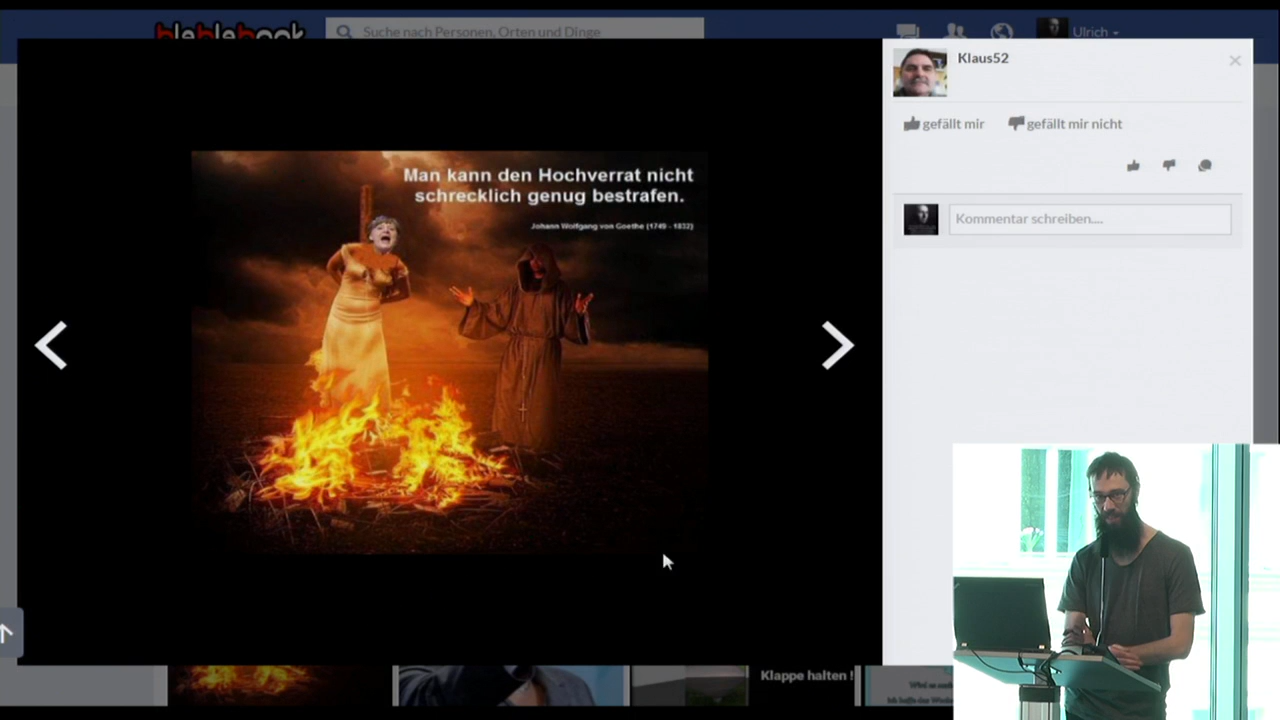 blablabook
Suche nach Personen, Orten und Dinge
Ulrich
Klaus52
gefällt mir
gefällt mir nicht
Kommentar schreiben....
Man kann den Hochverrat nicht
schrecklich genug bestrafen.
Johann Wolfgang von Goethe (1749 - 1832)
Klappe halten !